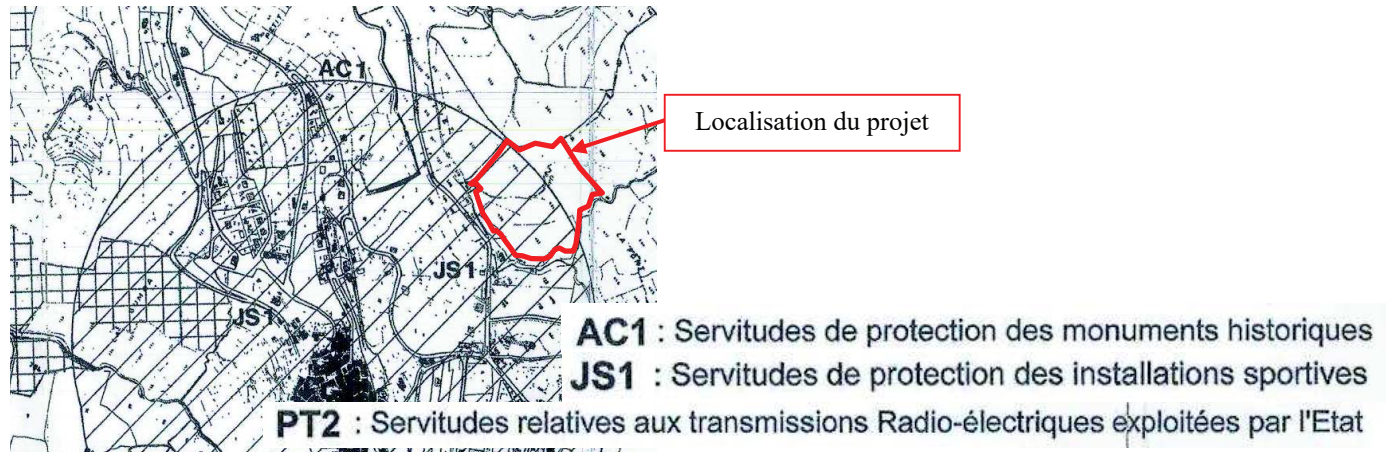 AC1
Localisation du projet
JS1
JS1
AC1 : Servitudes de protection des monuments historiques
JS1 : Servitudes de protection des installations sportives
PT2 : Servitudes relatives aux transmissions Radio-électriques exploitées par l'Etat